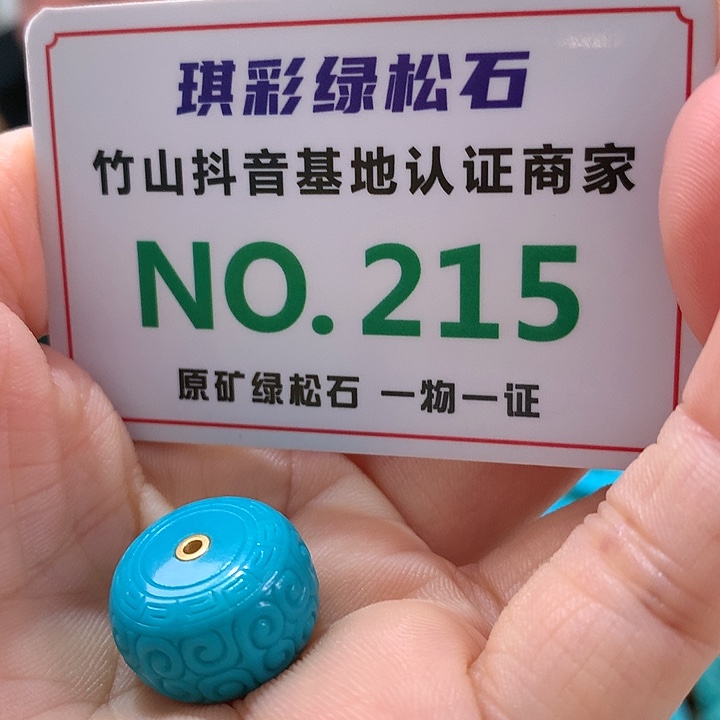 琪彩绿松石
竹山抖音基地认证商家
NO.215
原矿绿松石 一物一证